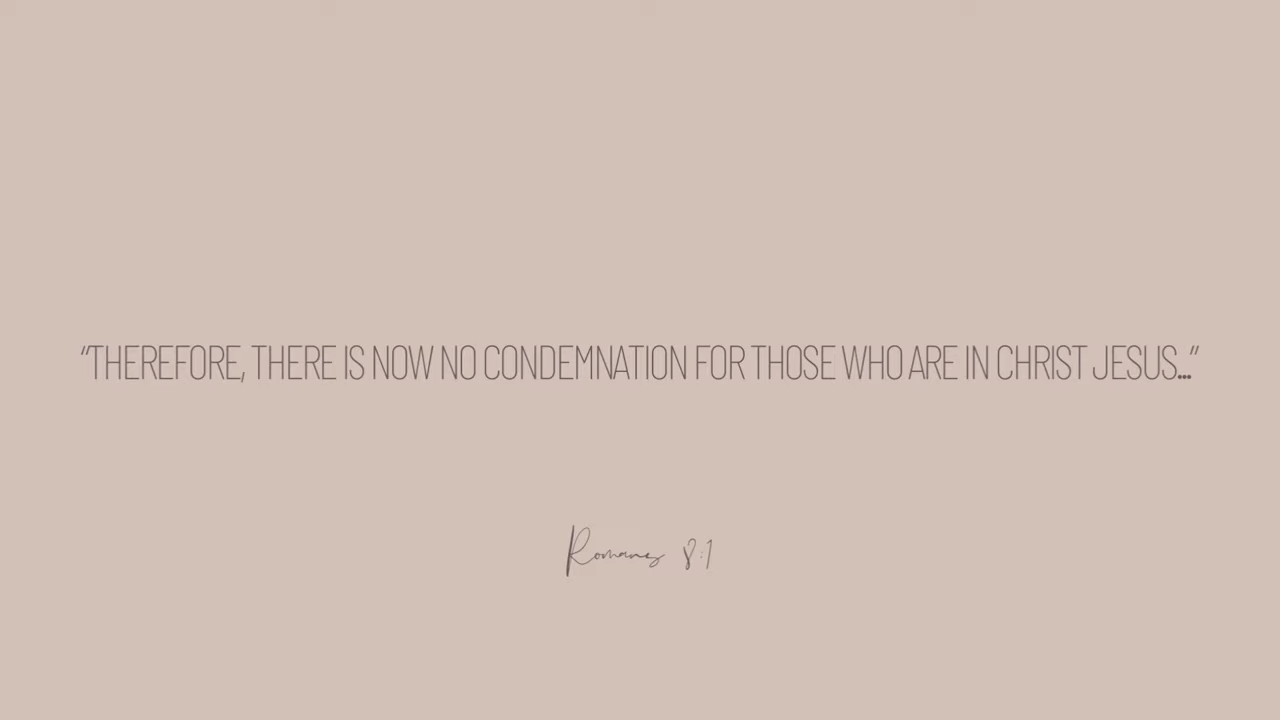 “THEREFORE, THERE IS NOW NO CONDEMNATION FOR THOSE WHO ARE IN CHRIST JESUS...”
Romans 8:1